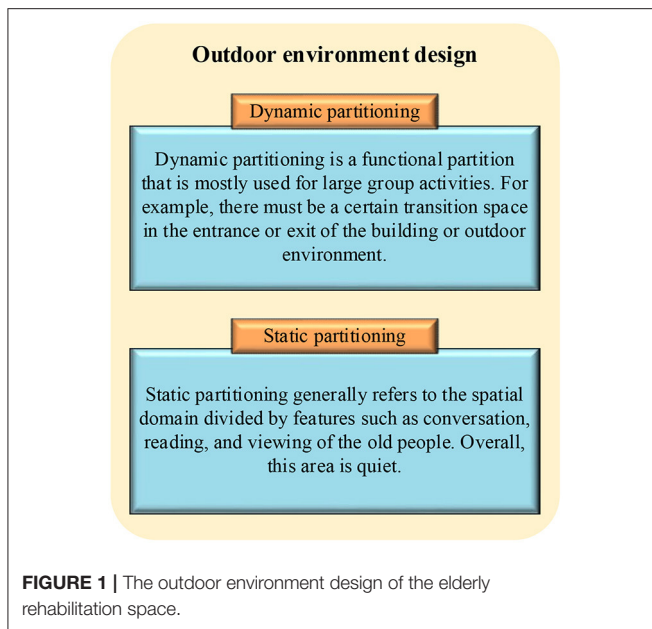 Outdoor environment design
Dynamic partitioning
Dynamic partitioning is a functional partition
that is mostly used for large group activities. For
example, there must be a certain transition space
in the entrance or exit of the building or outdoor
environment.
Static partitioning
Static partitioning generally refers to the spatial
domain divided by features such as conversation,
reading, and viewing of the old people. Overall,
this area is quiet.
FIGURE 1 | The outdoor environment design of the elderly
rehabilitation space.